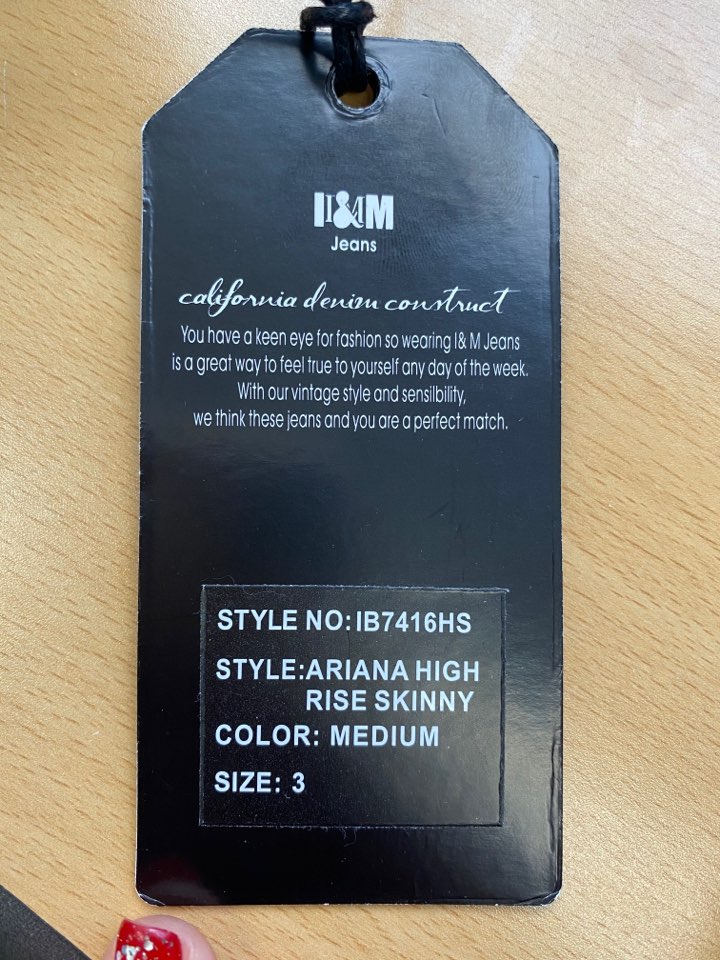 I&M
Jeans
california denim construct
You have a keen eye for fashion so wearing I& M Jeans
is a great way to feel true to yourself any day of the week.
With our vintage style and sensilbility,
we think these jeans and you are a perfect match.
STYLE NO: IB7416HS
STYLE: ARIANA HIGH
RISE SKINNY
COLOR: MEDIUM
SIZE: 3